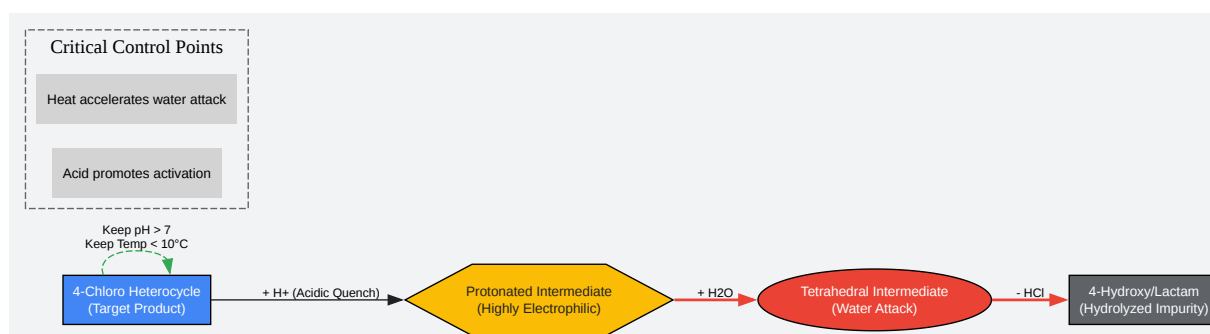 Critical Control Points
Heat accelerates water attack
Acid promotes activation
Keep pH > 7
Keep Temp < 10°C
4-Chloro Heterocycle
(Target Product)
+ H+ (Acidic Quench)
Protonated Intermediate
(Highly Electrophilic)
+ H2O
Tetrahedral Intermediate
(Water Attack)
- HCl
4-Hydroxy/Lactam
(Hydrolyzed Impurity)